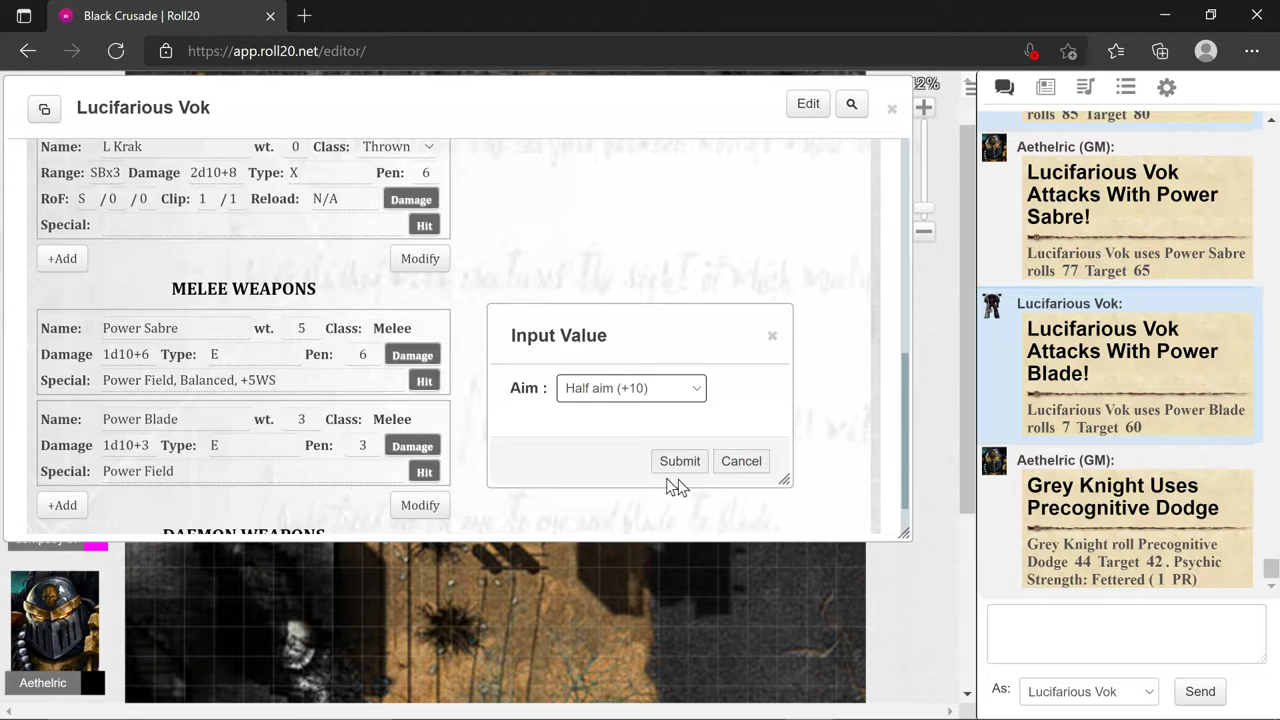 Black Crusade | Roll20
https://app.roll20.net/editor/
Lucifarious Vok
Edit
Name: L Krak wt. 0 Class: Thrown
Range: SBx3 Damage 2d10+8 Type: X Pen: 6
RoF: S / 0 / 0 Clip: 1 / 1 Reload: N/A Damage
Special: Hit
+Add Modify
MELEE WEAPONS
Name: Power Sabre wt. 5 Class: Melee
Damage 1d10+6 Type: E Pen: 6 Damage
Special: Power Field, Balanced, +5WS Hit
Name: Power Blade wt. 3 Class: Melee
Damage 1d10+3 Type: E Pen: 3 Damage
Special: Power Field Hit
+Add Modify
DAEMON WEAPONS
Input Value
Aim : Half aim (+10)
Submit Cancel
Aethelric
2%
rolls 85 Target 80
Aethelric (GM):
Lucifarious Vok
Attacks With Power
Sabre!
Lucifarious Vok uses Power Sabre
rolls 77 Target 65
Lucifarious Vok:
Lucifarious Vok
Attacks With Power
Blade!
Lucifarious Vok uses Power Blade
rolls 7 Target 60
Aethelric (GM):
Grey Knight Uses
Precognitive Dodge
Grey Knight roll Precognitive
Dodge 44 Target 42 . Psychic
Strength: Fettered ( 1 PR)
As: Lucifarious Vok Send